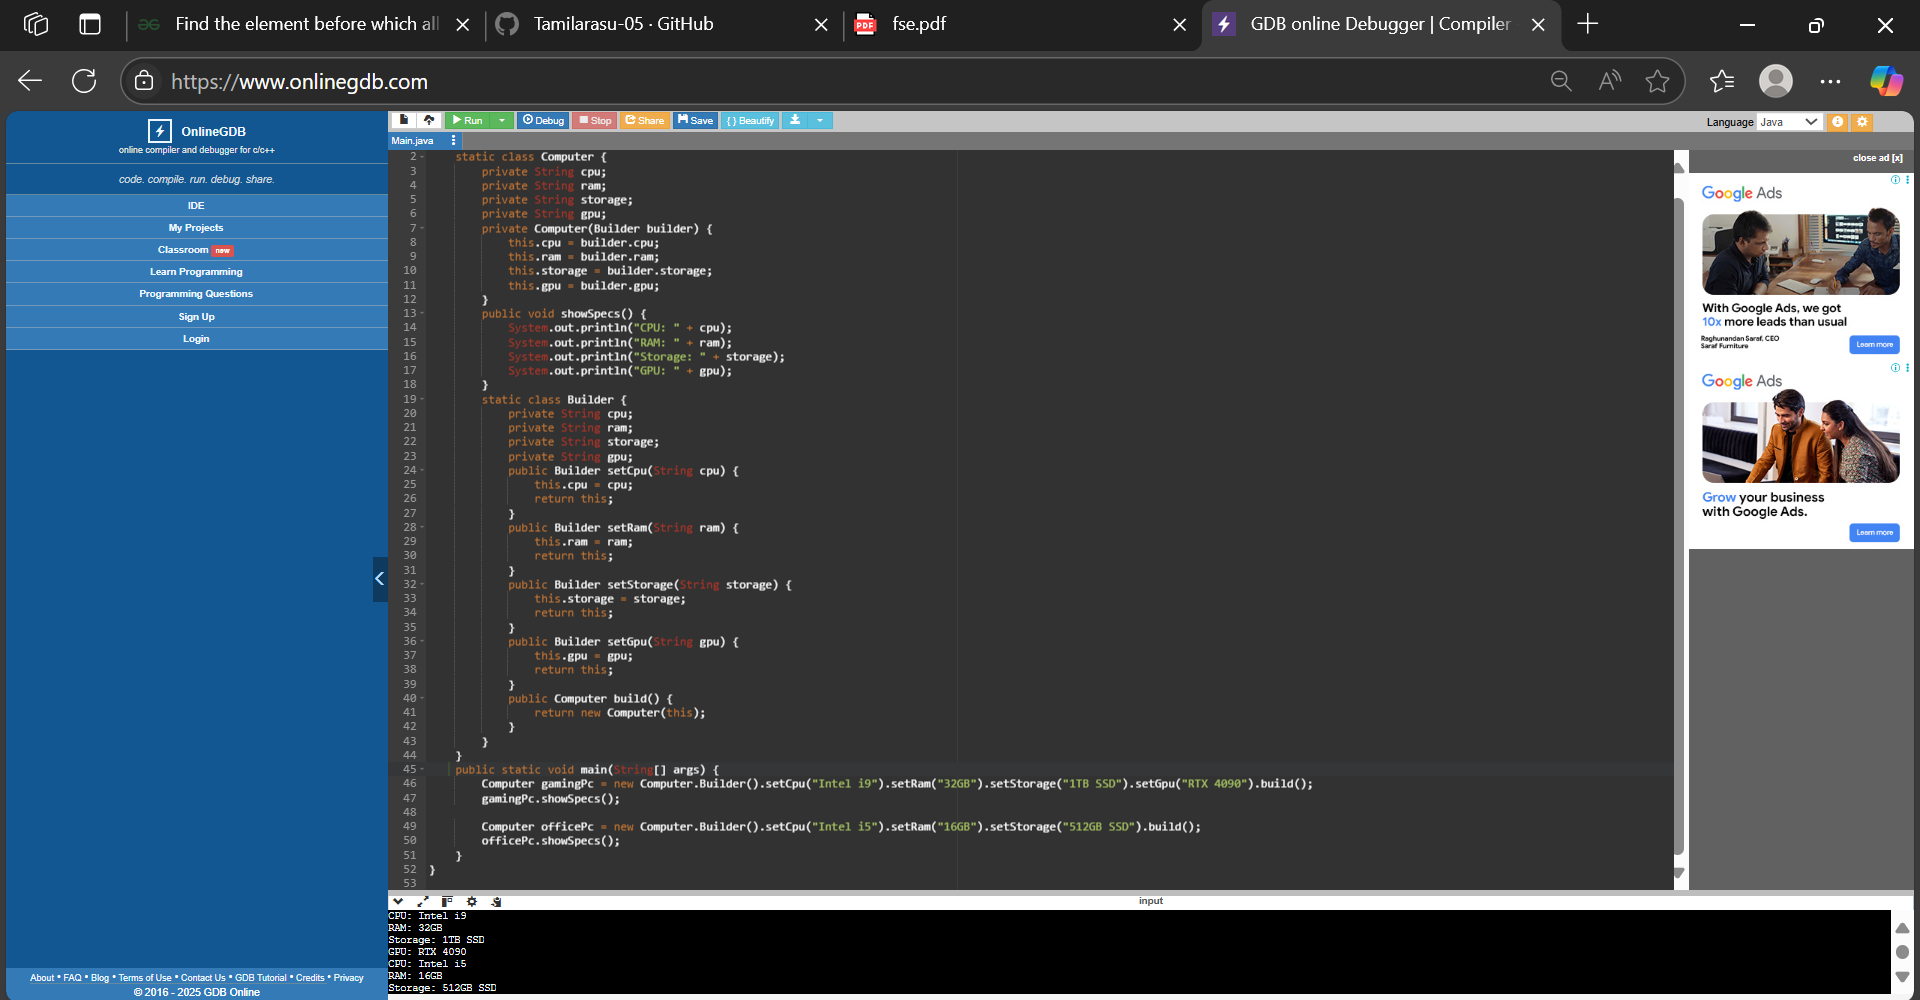 Find the element before which all
Tamilarasu-05 · GitHub
fse.pdf
GDB online Debugger | Compiler
https://www.onlinegdb.com
OnlineGDB
online compiler and debugger for c/c++
code. compile. run. debug. share.
IDE
My Projects
Classroom new
Learn Programming
Programming Questions
Sign Up
Login
About • FAQ • Blog • Terms of Use • Contact Us • GDB Tutorial • Credits • Privacy
© 2016 - 2025 GDB Online
Run Debug Stop Share Save { } Beautify
Language Java
Main.java
2 static class Computer {
3 private String cpu;
4 private String ram;
5 private String storage;
6 private String gpu;
7 private Computer(Builder builder) {
8 this.cpu = builder.cpu;
9 this.ram = builder.ram;
10 this.storage = builder.storage;
11 this.gpu = builder.gpu;
12 }
13 public void showSpecs() {
14 System.out.println("CPU: " + cpu);
15 System.out.println("RAM: " + ram);
16 System.out.println("Storage: " + storage);
17 System.out.println("GPU: " + gpu);
18 }
19 static class Builder {
20 private String cpu;
21 private String ram;
22 private String storage;
23 private String gpu;
24 public Builder setCpu(String cpu) {
25 this.cpu = cpu;
26 return this;
27 }
28 public Builder setRam(String ram) {
29 this.ram = ram;
30 return this;
31 }
32 public Builder setStorage(String storage) {
33 this.storage = storage;
34 return this;
35 }
36 public Builder setGpu(String gpu) {
37 this.gpu = gpu;
38 return this;
39 }
40 public Computer build() {
41 return new Computer(this);
42 }
43 }
44 }
45 public static void main(String[] args) {
46 Computer gamingPc = new Computer.Builder().setCpu("Intel i9").setRam("32GB").setStorage("1TB SSD").setGpu("RTX 4090").build();
47 gamingPc.showSpecs();
48
49 Computer officePc = new Computer.Builder().setCpu("Intel i5").setRam("16GB").setStorage("512GB SSD").build();
50 officePc.showSpecs();
51 }
52 }
53
input
CPU: Intel i9
RAM: 32GB
Storage: 1TB SSD
GPU: RTX 4090
CPU: Intel i5
RAM: 16GB
Storage: 512GB SSD
close ad [x]
Google Ads
With Google Ads, we got
10x more leads than usual
Raghunandan Saraf, CEO
Saraf Furniture
Learn more
Google Ads
Grow your business
with Google Ads.
Learn more